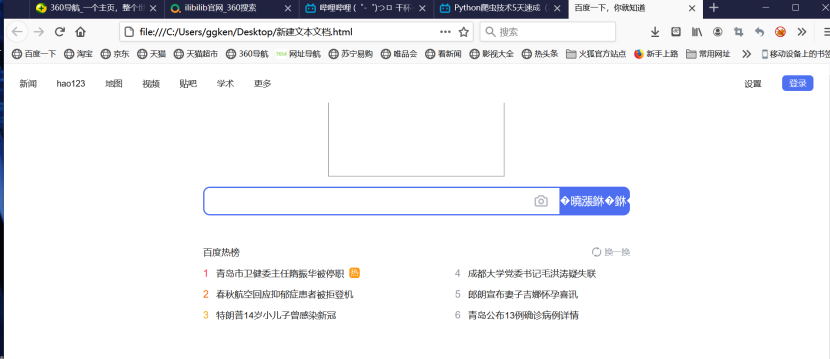 360导航_一个主页，整个世
ilibilib官网_360搜索
哔哩哔哩 (゜-゜)つロ 干杯~
Python爬虫技术5天速成（
百度一下，你就知道
file:///C:/Users/ggken/Desktop/新建文本文档.html
搜索
百度一下 淘宝 京东 天猫 天猫超市 360导航 网址导航 苏宁易购 唯品会 看新闻 影视大全 热头条 火狐官方站点 新手上路 常用网址 移动设备上的书签
新闻 hao123 地图 视频 贴吧 学术 更多 设置 登录
�曉漲銝�銝�
百度热榜 换一换
1 青岛市卫健委主任隋振华被停职 热
2 春秋航空回应抑郁症患者被拒登机
3 特朗普14岁小儿子曾感染新冠
4 成都大学党委书记毛洪涛疑失联
5 郎朗宣布妻子吉娜怀孕喜讯
6 青岛公布13例确诊病例详情